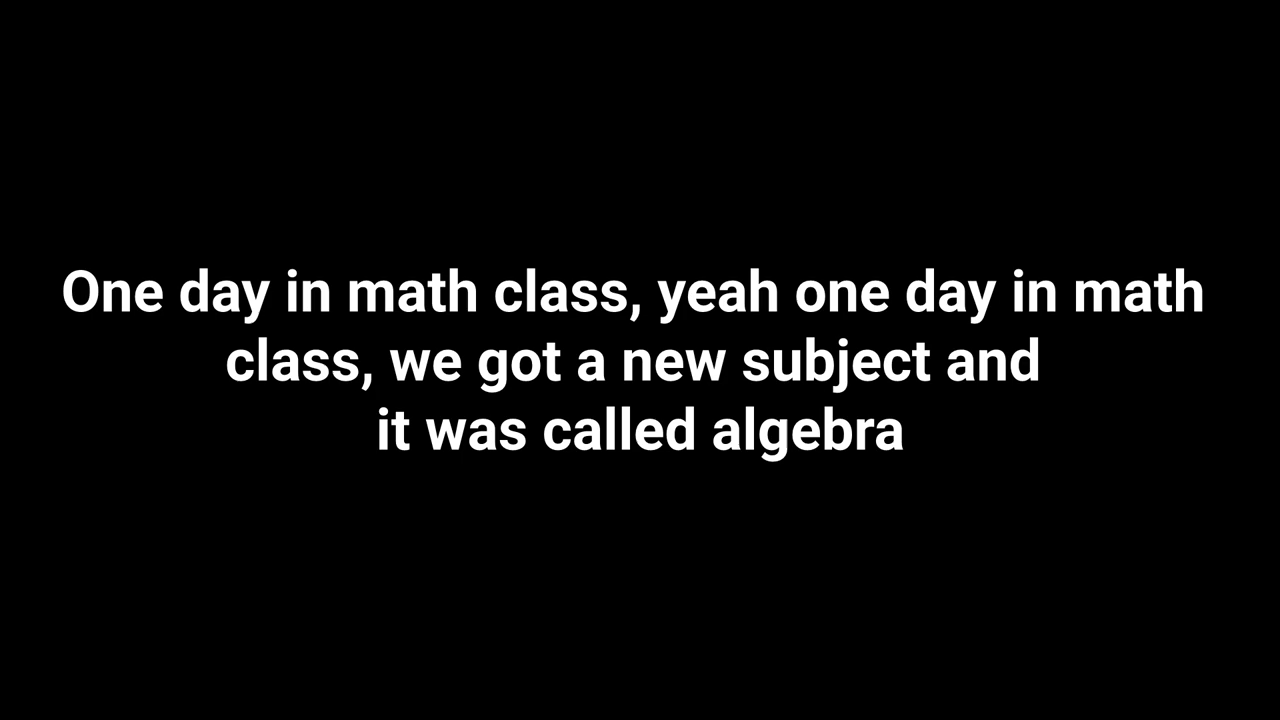 One day in math class, yeah one day in math
class, we got a new subject and
it was called algebra